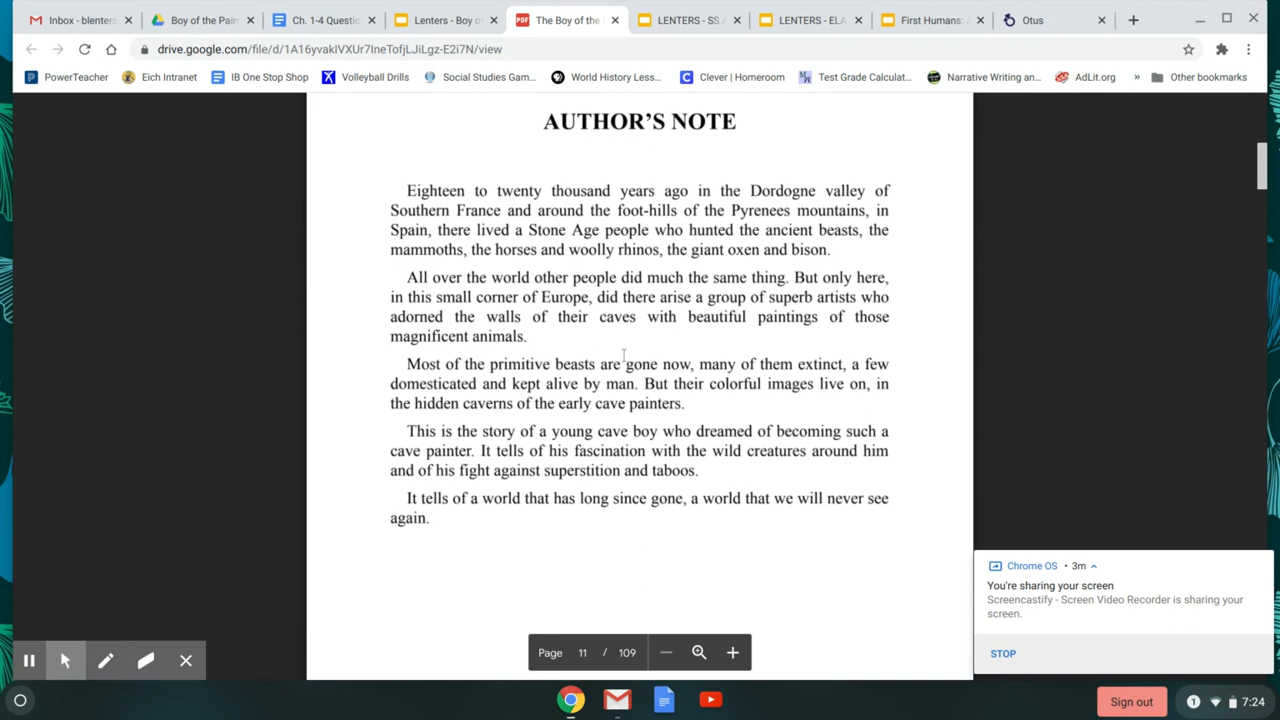 Inbox - blenters
Boy of the Pain
Ch. 1-4 Questio
Lenters - Boy o
The Boy of the
LENTERS - SS
LENTERS - ELA
First Humans:
Otus
drive.google.com/file/d/1A16yvakIVXUr7IneTofjLJiLgz-E2i7N/view
PowerTeacher
Eich Intranet
IB One Stop Shop
Volleyball Drills
Social Studies Gam...
World History Less...
Clever | Homeroom
Test Grade Calculat...
Narrative Writing an...
AdLit.org
»
Other bookmarks
AUTHOR'S NOTE
Eighteen to twenty thousand years ago in the Dordogne valley of
Southern France and around the foot-hills of the Pyrenees mountains, in
Spain, there lived a Stone Age people who hunted the ancient beasts, the
mammoths, the horses and woolly rhinos, the giant oxen and bison.
All over the world other people did much the same thing. But only here,
in this small corner of Europe, did there arise a group of superb artists who
adorned the walls of their caves with beautiful paintings of those
magnificent animals.
Most of the primitive beasts are gone now, many of them extinct, a few
domesticated and kept alive by man. But their colorful images live on, in
the hidden caverns of the early cave painters.
This is the story of a young cave boy who dreamed of becoming such a
cave painter. It tells of his fascination with the wild creatures around him
and of his fight against superstition and taboos.
It tells of a world that has long since gone, a world that we will never see
again.
Chrome OS • 3m
You're sharing your screen
Screencastify - Screen Video Recorder is sharing your
screen.
STOP
Page 11 / 109
Sign out
1
7:24